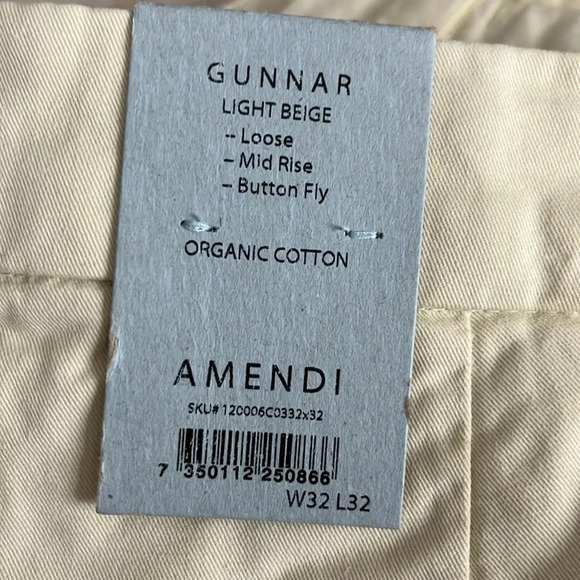 GUNNAR
LIGHT BEIGE
-- Loose
– Mid Rise
– Button Fly
ORGANIC COTTON
AMENDI
SKU# 120006C0332x32
7 350112 250866
W32 L32